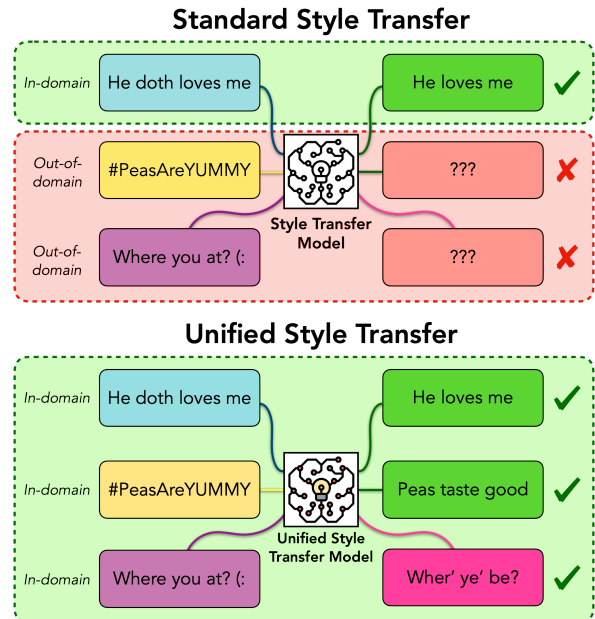 Standard Style Transfer
In-domain
He doth loves me
He loves me
Out-of-
domain
#PeasAreYUMMY
???
Style Transfer
Model
Out-of-
domain
Where you at? (:
???
Unified Style Transfer
In-domain
He doth loves me
He loves me
In-domain
#PeasAreYUMMY
Peas taste good
Unified Style
Transfer Model
In-domain
Where you at? (:
Wher’ ye’ be?